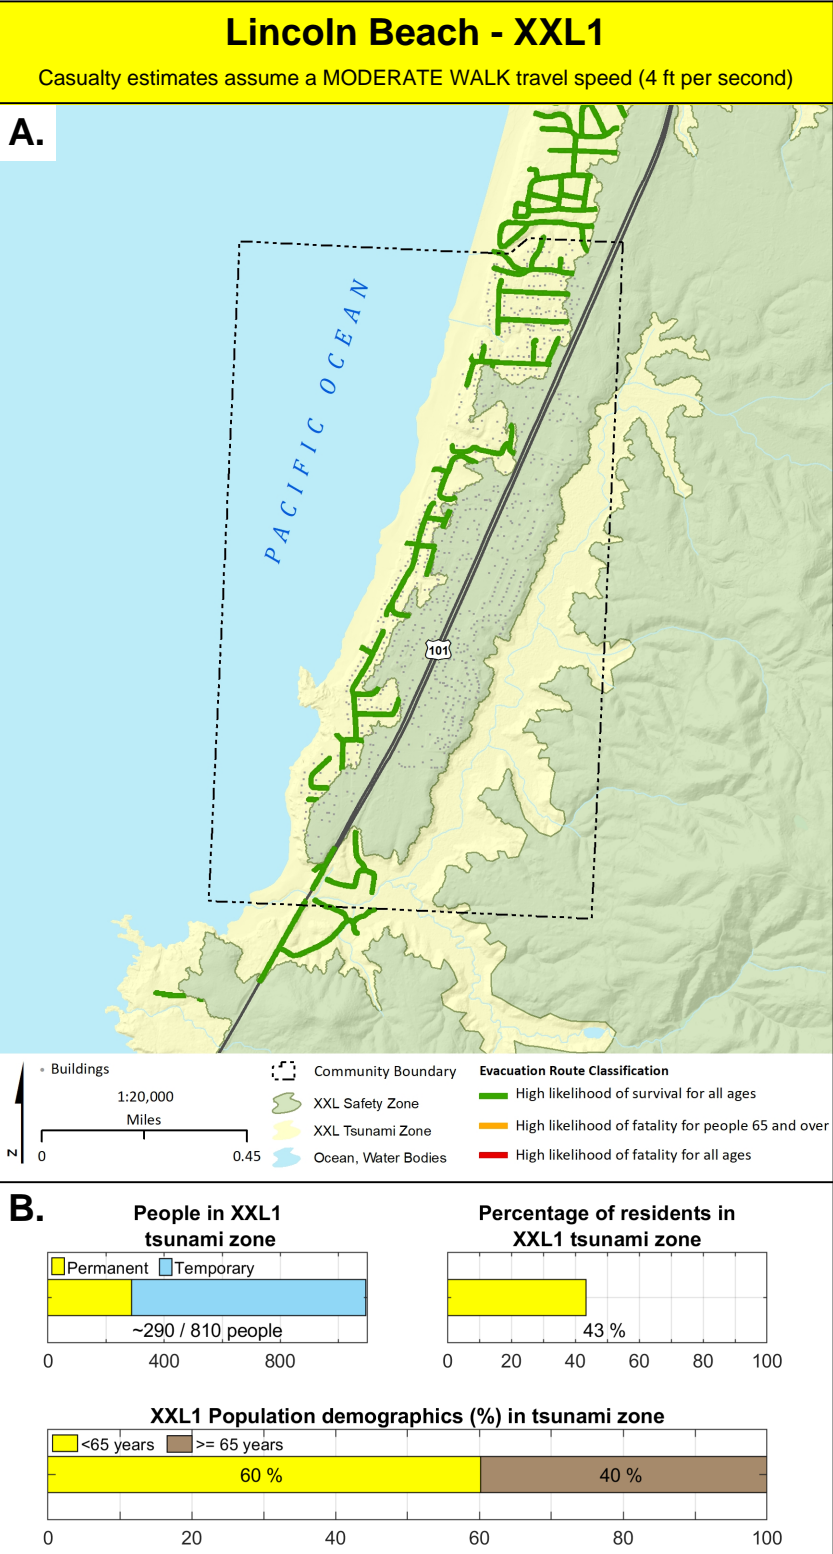 Lincoln Beach - XXL1
Casualty estimates assume a MODERATE WALK travel speed (4 ft per second)
A.
PACIFIC OCEAN
101
Buildings
1:20,000
Miles
0 0.45
N
Community Boundary
XXL Safety Zone
XXL Tsunami Zone
Ocean, Water Bodies
Evacuation Route Classification
High likelihood of survival for all ages
High likelihood of fatality for people 65 and over
High likelihood of fatality for all ages
B.
People in XXL1
tsunami zone
Permanent Temporary
~290 / 810 people
0 400 800
Percentage of residents in
XXL1 tsunami zone
43 %
0 20 40 60 80 100
XXL1 Population demographics (%) in tsunami zone
<65 years >= 65 years
60 % 40 %
0 20 40 60 80 100